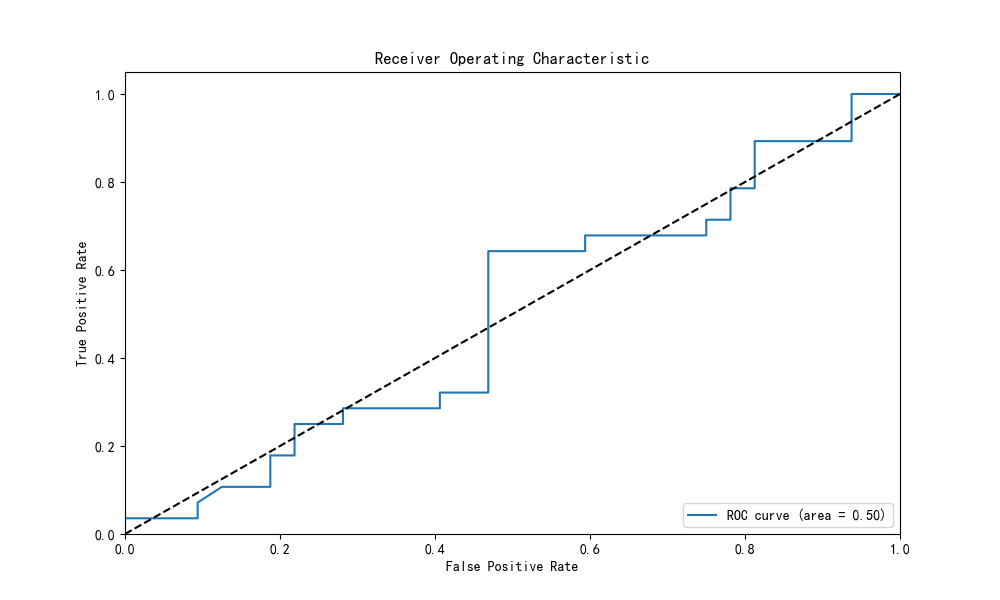 Receiver Operating Characteristic
True Positive Rate
1.0
0.8
0.6
0.4
0.2
0.0
ROC curve (area = 0.50)
0.0 0.2 0.4 0.6 0.8 1.0
False Positive Rate